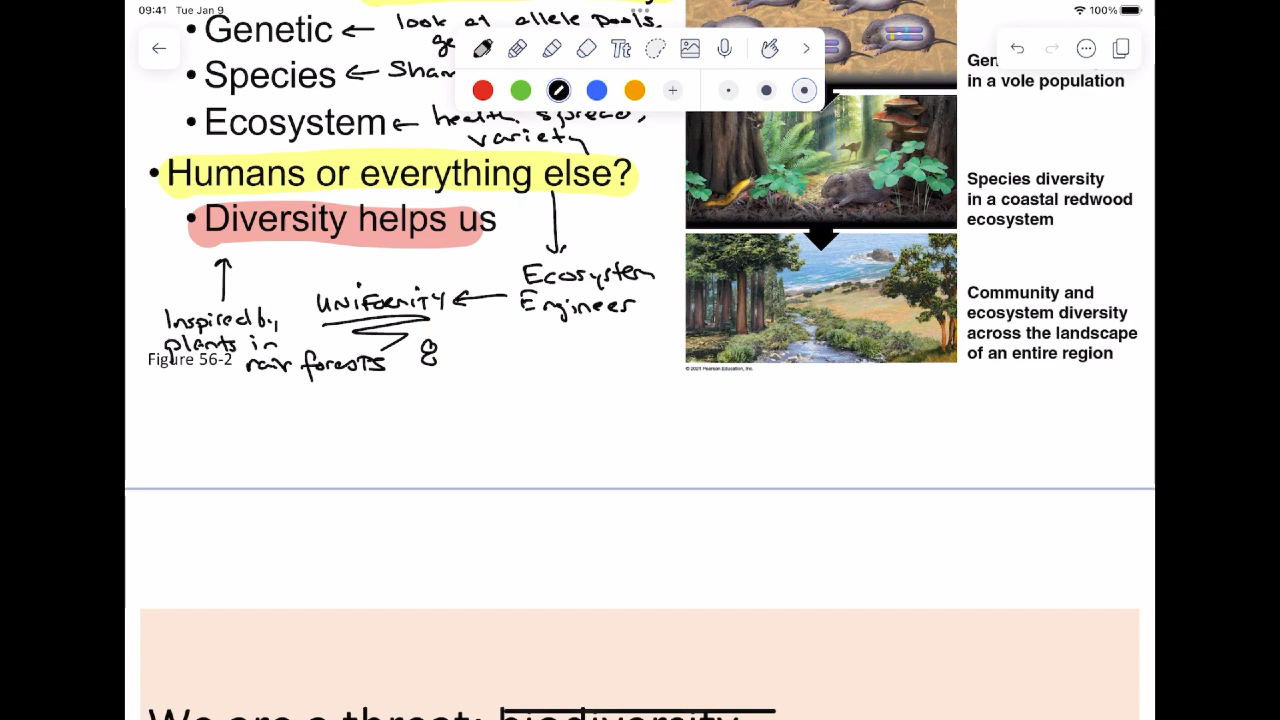 09:41 Tue Jan 9
100%
• Genetic ← look at allele pools.
• Species ← Shan
• Ecosystem ← health, spread,
variety
• Humans or everything else?
• Diversity helps us
Ecosystem
Engineer
UNIFORMITY
8
Inspired by
plants in
rain forests
Figure 56-2
Gen
in a vole population
Species diversity
in a coastal redwood
ecosystem
Community and
ecosystem diversity
across the landscape
of an entire region
© 2021 Pearson Education, Inc.
We are a threat: biodiversity